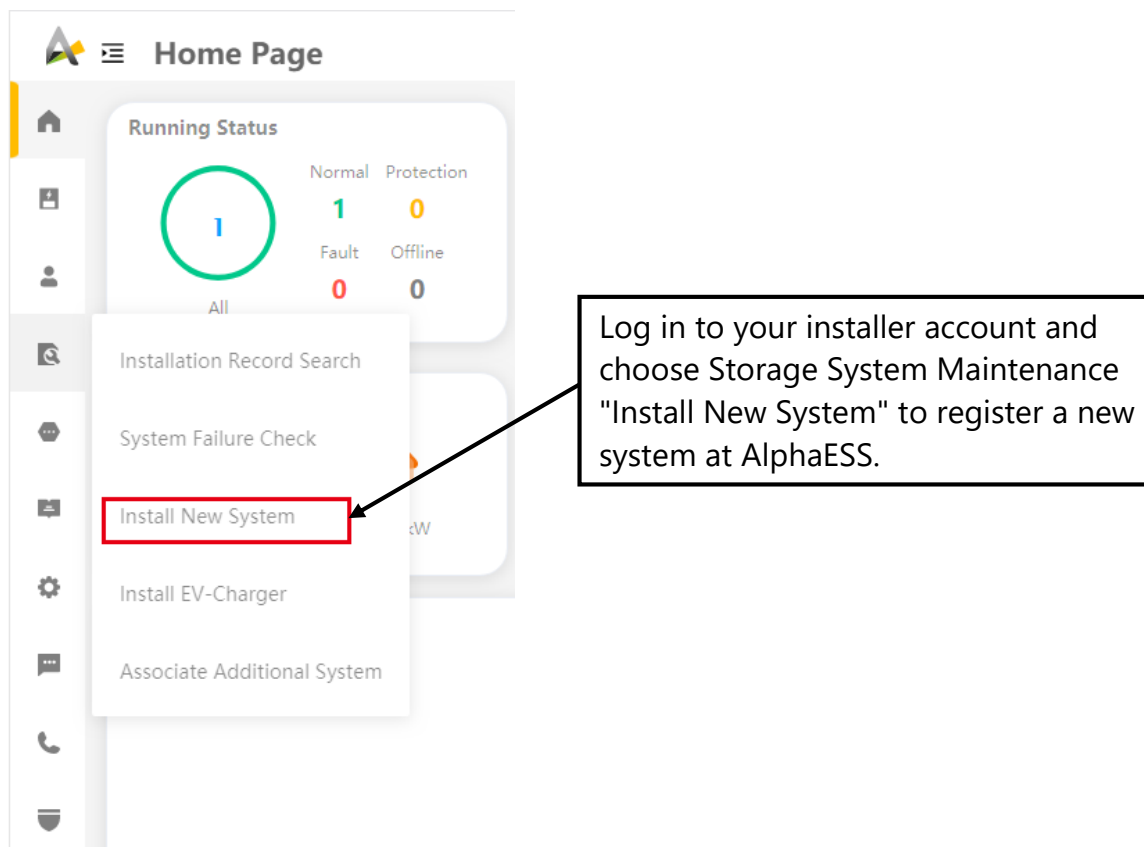 Home Page
Running Status
Normal Protection
1 0
1
Fault Offline
0 0
All
Installation Record Search
System Failure Check
Install New System
kW
Install EV-Charger
Associate Additional System
Log in to your installer account and
choose Storage System Maintenance
"Install New System" to register a new
system at AlphaESS.